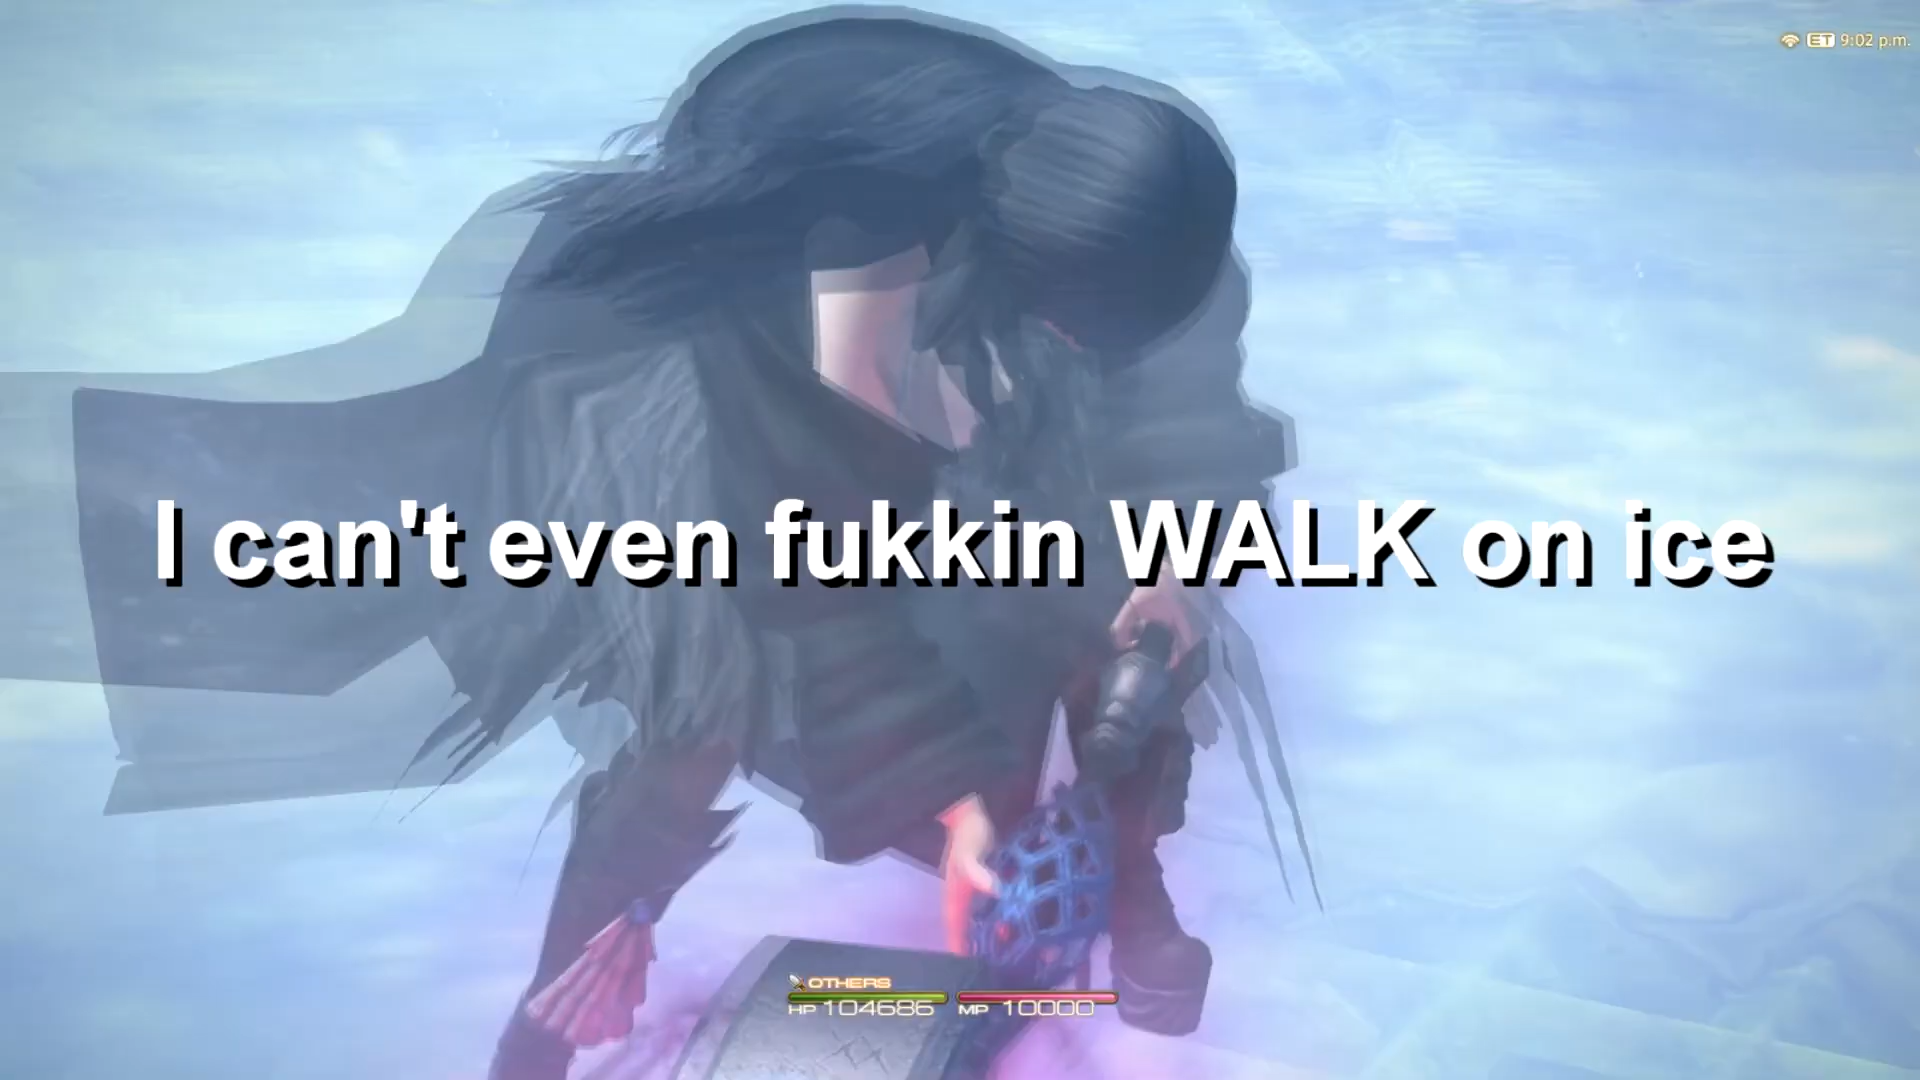 ET 9:02 p.m.
I can't even fukkin WALK on ice
OTHERS
HP 104686 MP 10000